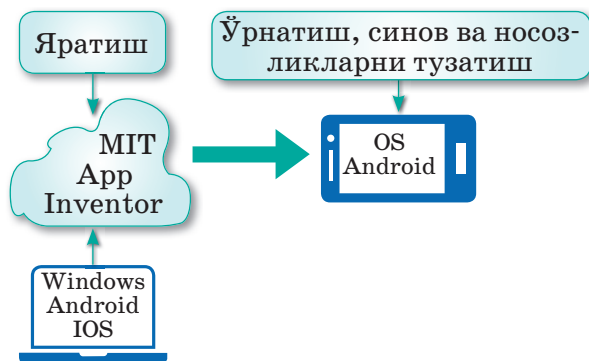 Яратиш
Ўрнатиш, синов ва носоз-
ликларни тузатиш
MIT
App
Inventor
OS
Android
Windows
Android
IOS